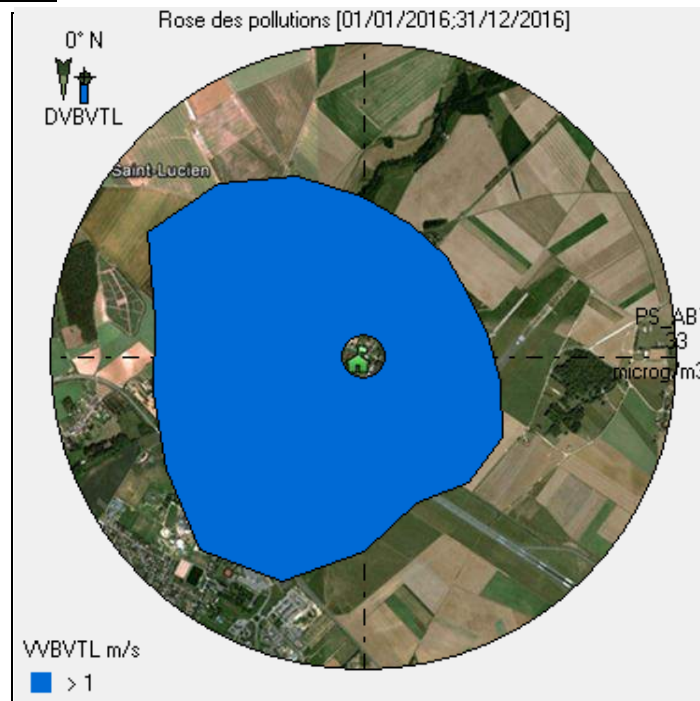 Rose des pollutions [01/01/2016;31/12/2016]
0° N
DVBVTL
Saint-Lucien
PS_AB
33
microg/m3
VVBVTL m/s
> 1